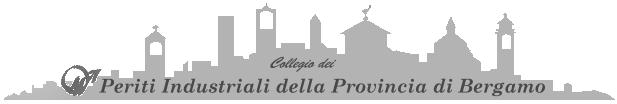 Collegio dei
Periti Industriali della Provincia di Bergamo